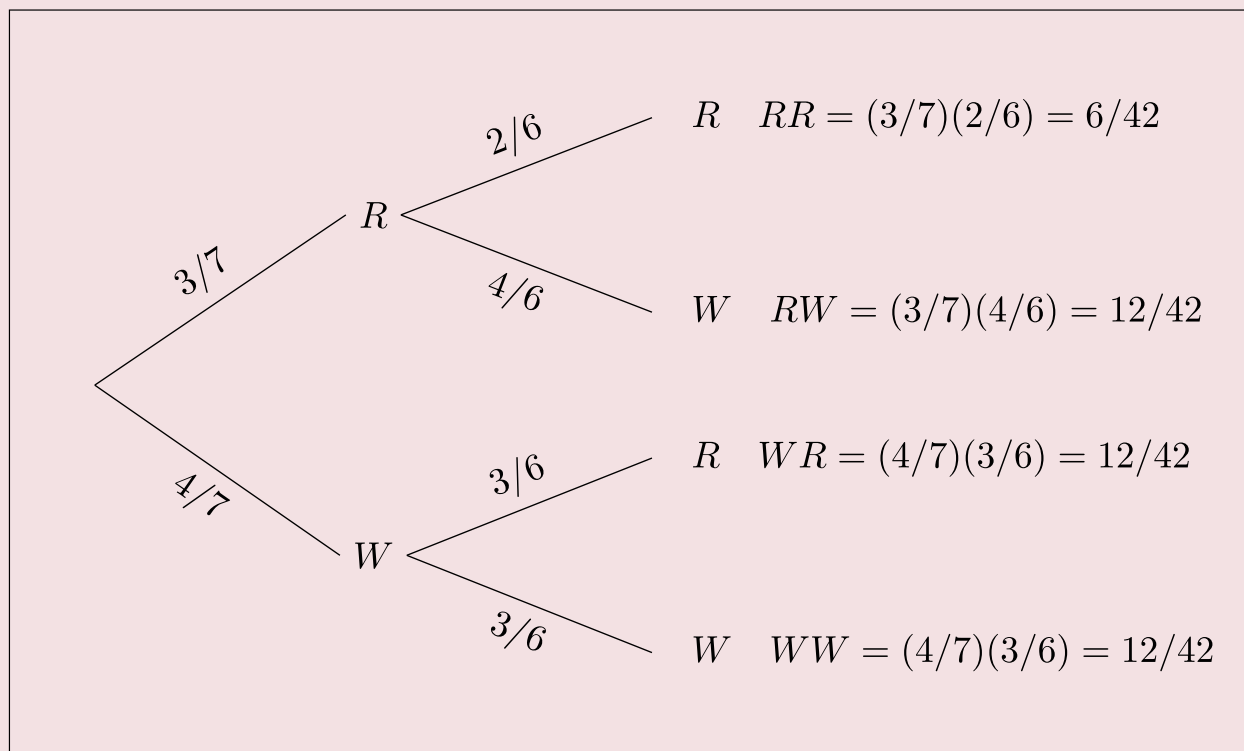 2/6
R RR = (3/7)(2/6) = 6/42
3/7
R
4/6
W RW = (3/7)(4/6) = 12/42
4/7
W
3/6
R WR = (4/7)(3/6) = 12/42
3/6
W WW = (4/7)(3/6) = 12/42